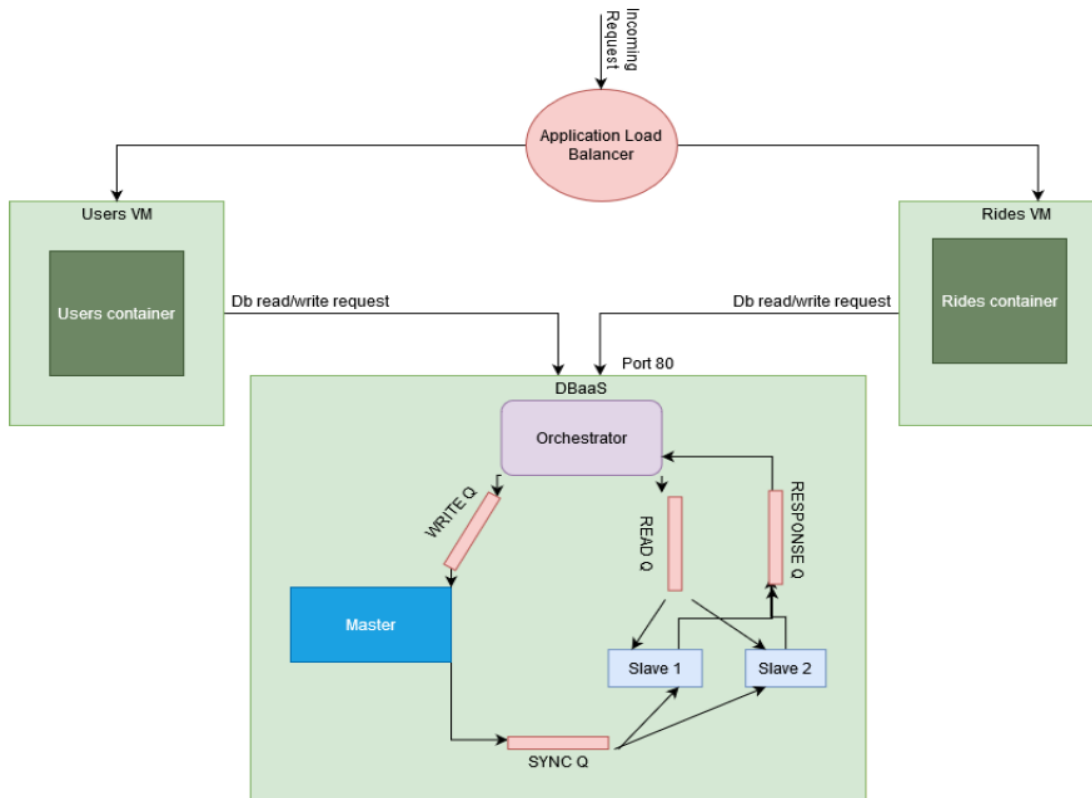 Incoming
Request
Application Load
Balancer
Users VM
Rides VM
Users container
Rides container
Db read/write request
Db read/write request
Port 80
DBaaS
Orchestrator
WRITE Q
READ Q
RESPONSE Q
Master
Slave 1
Slave 2
SYNC Q